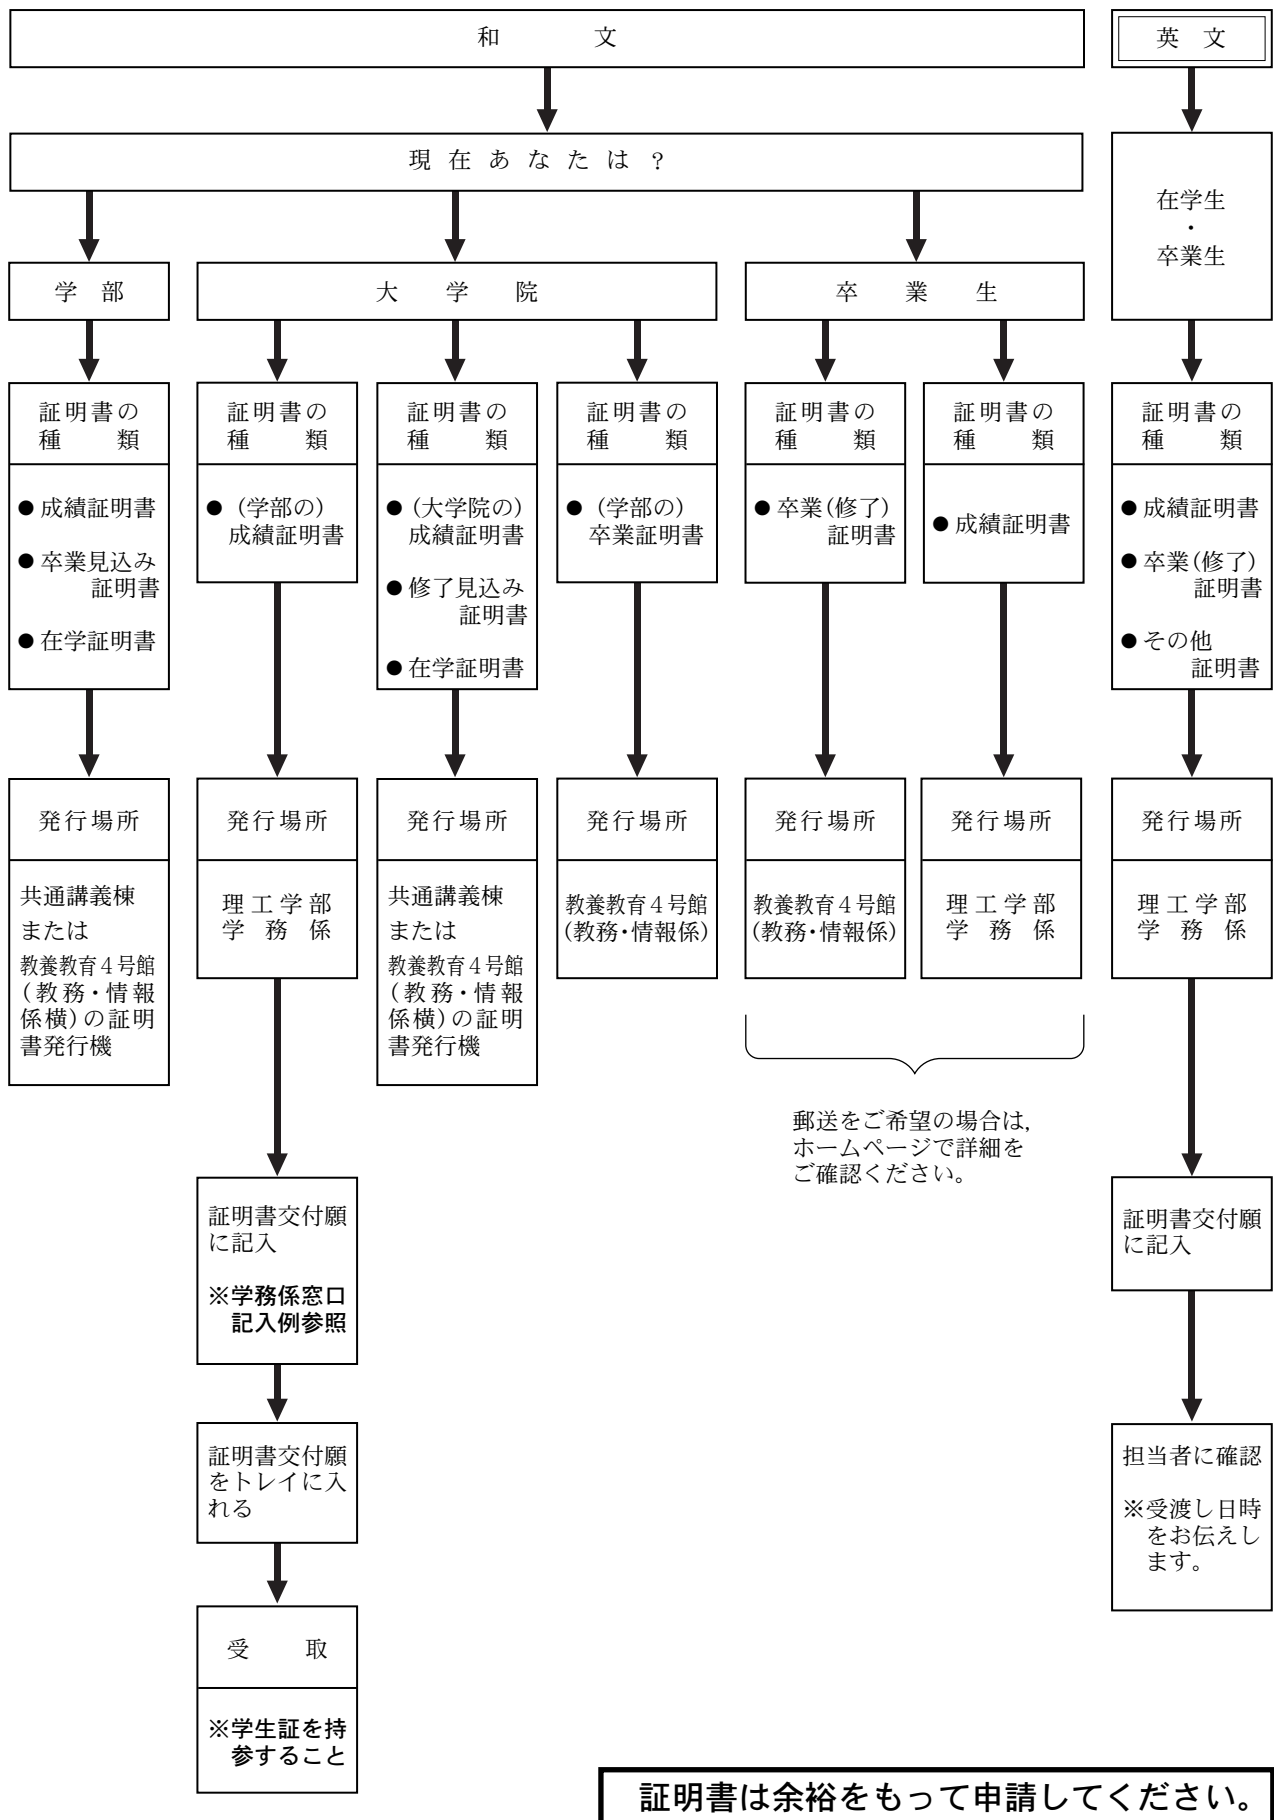 和文
英文
現在あなたは？
在学生
・
卒業生
学部
大学院
卒業生
証明書の
種類
● 成績証明書
● 卒業見込み
証明書
● 在学証明書
発行場所
共通講義棟
または
教養教育４号館
(教務・情報
係横)の証明
書発行機
証明書の
種類
● (学部の)
成績証明書
発行場所
理工学部
学務係
証明書交付願
に記入
※学務係窓口
記入例参照
証明書交付願
をトレイに入
れる
受取
※学生証を持
参すること
証明書の
種類
● (大学院の)
成績証明書
● 修了見込み
証明書
● 在学証明書
発行場所
共通講義棟
または
教養教育４号館
(教務・情報
係横)の証明
書発行機
証明書の
種類
● (学部の)
卒業証明書
発行場所
教養教育４号館
(教務・情報係)
証明書の
種類
● 卒業(修了)
証明書
発行場所
教養教育４号館
(教務・情報係)
証明書の
種類
● 成績証明書
発行場所
理工学部
学務係
郵送をご希望の場合は,
ホームページで詳細を
ご確認ください。
証明書の
種類
● 成績証明書
● 卒業(修了)
証明書
● その他
証明書
発行場所
理工学部
学務係
証明書交付願
に記入
担当者に確認
※受渡し日時
をお伝えし
ます。
証明書は余裕をもって申請してください。